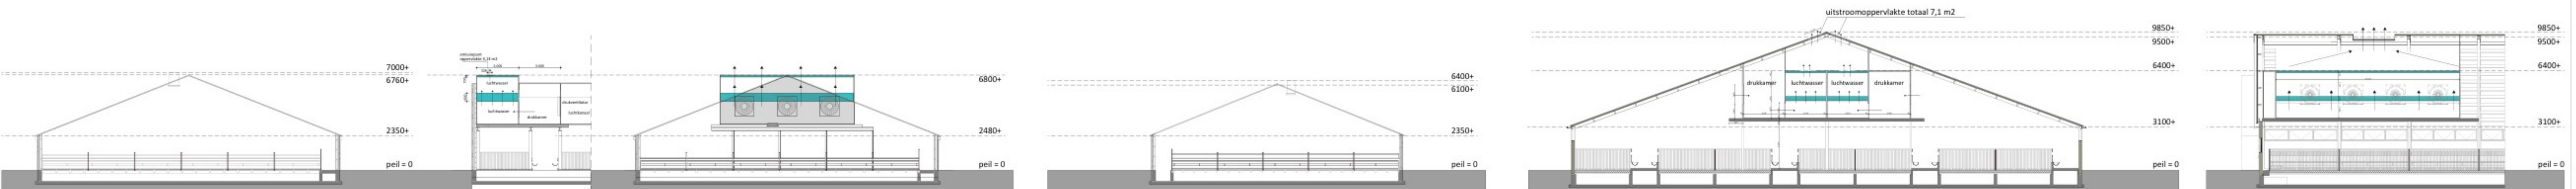 7000+
6760+
2350+
peil = 0
luchtwasser
luchtwasser
drukkamer
6800+
2480+
peil = 0
6400+
6100+
2350+
peil = 0
uitstroomoppervlakte totaal 7,1 m2
9850+
9500+
6400+
3100+
peil = 0
drukkamer
luchtwasser
luchtwasser
drukkamer
9850+
9500+
6400+
3100+
peil = 0